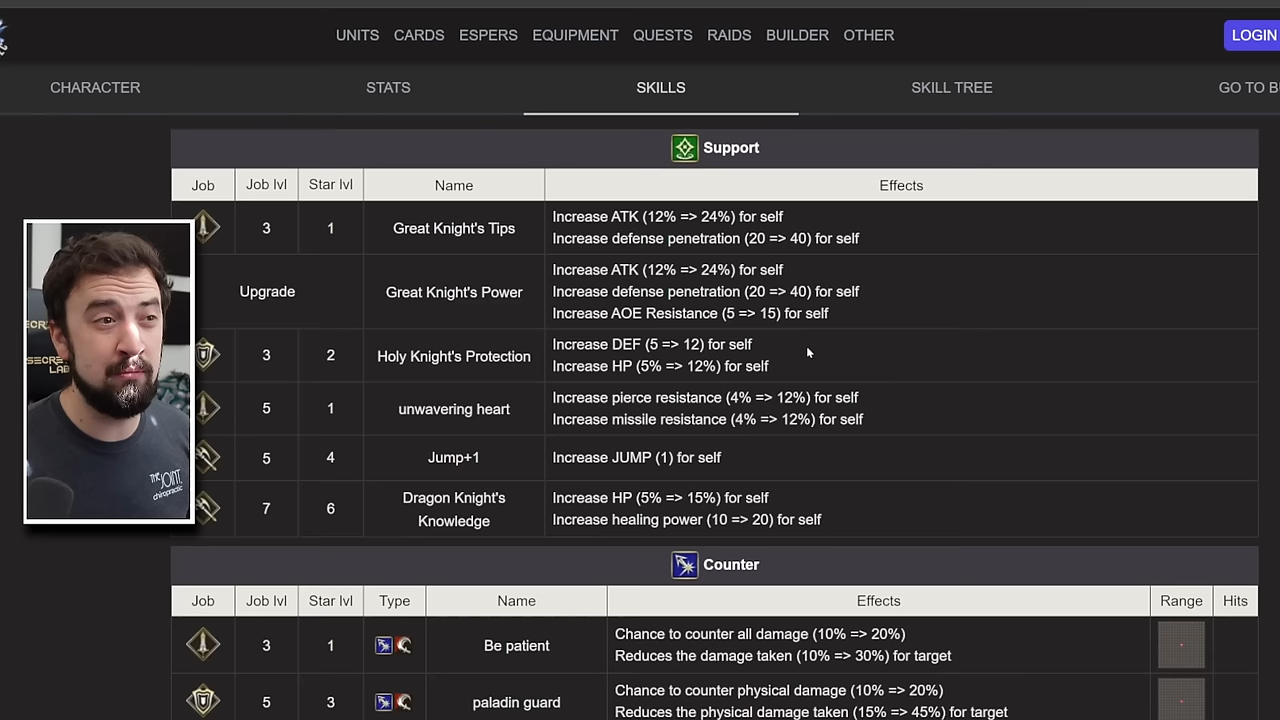 UNITS CARDS ESPERS EQUIPMENT QUESTS RAIDS BUILDER OTHER LOGIN
CHARACTER STATS SKILLS SKILL TREE GO TO B
Support
Job Job lvl Star lvl Name Effects
3 1 Great Knight's Tips
Increase ATK (12% => 24%) for self
Increase defense penetration (20 => 40) for self
Upgrade Great Knight's Power
Increase ATK (12% => 24%) for self
Increase defense penetration (20 => 40) for self
Increase AOE Resistance (5 => 15) for self
3 2 Holy Knight's Protection
Increase DEF (5 => 12) for self
Increase HP (5% => 12%) for self
5 1 unwavering heart
Increase pierce resistance (4% => 12%) for self
Increase missile resistance (4% => 12%) for self
5 4 Jump+1 Increase JUMP (1) for self
7 6 Dragon Knight's
Knowledge
Increase HP (5% => 15%) for self
Increase healing power (10 => 20) for self
Counter
Job Job lvl Star lvl Type Name Effects Range Hits
3 1 Be patient
Chance to counter all damage (10% => 20%)
Reduces the damage taken (10% => 30%) for target
5 3 paladin guard
Chance to counter physical damage (10% => 20%)
Reduces the physical damage taken (15% => 45%) for target
SECRE
LAB
THE
JOINT
chiropractic